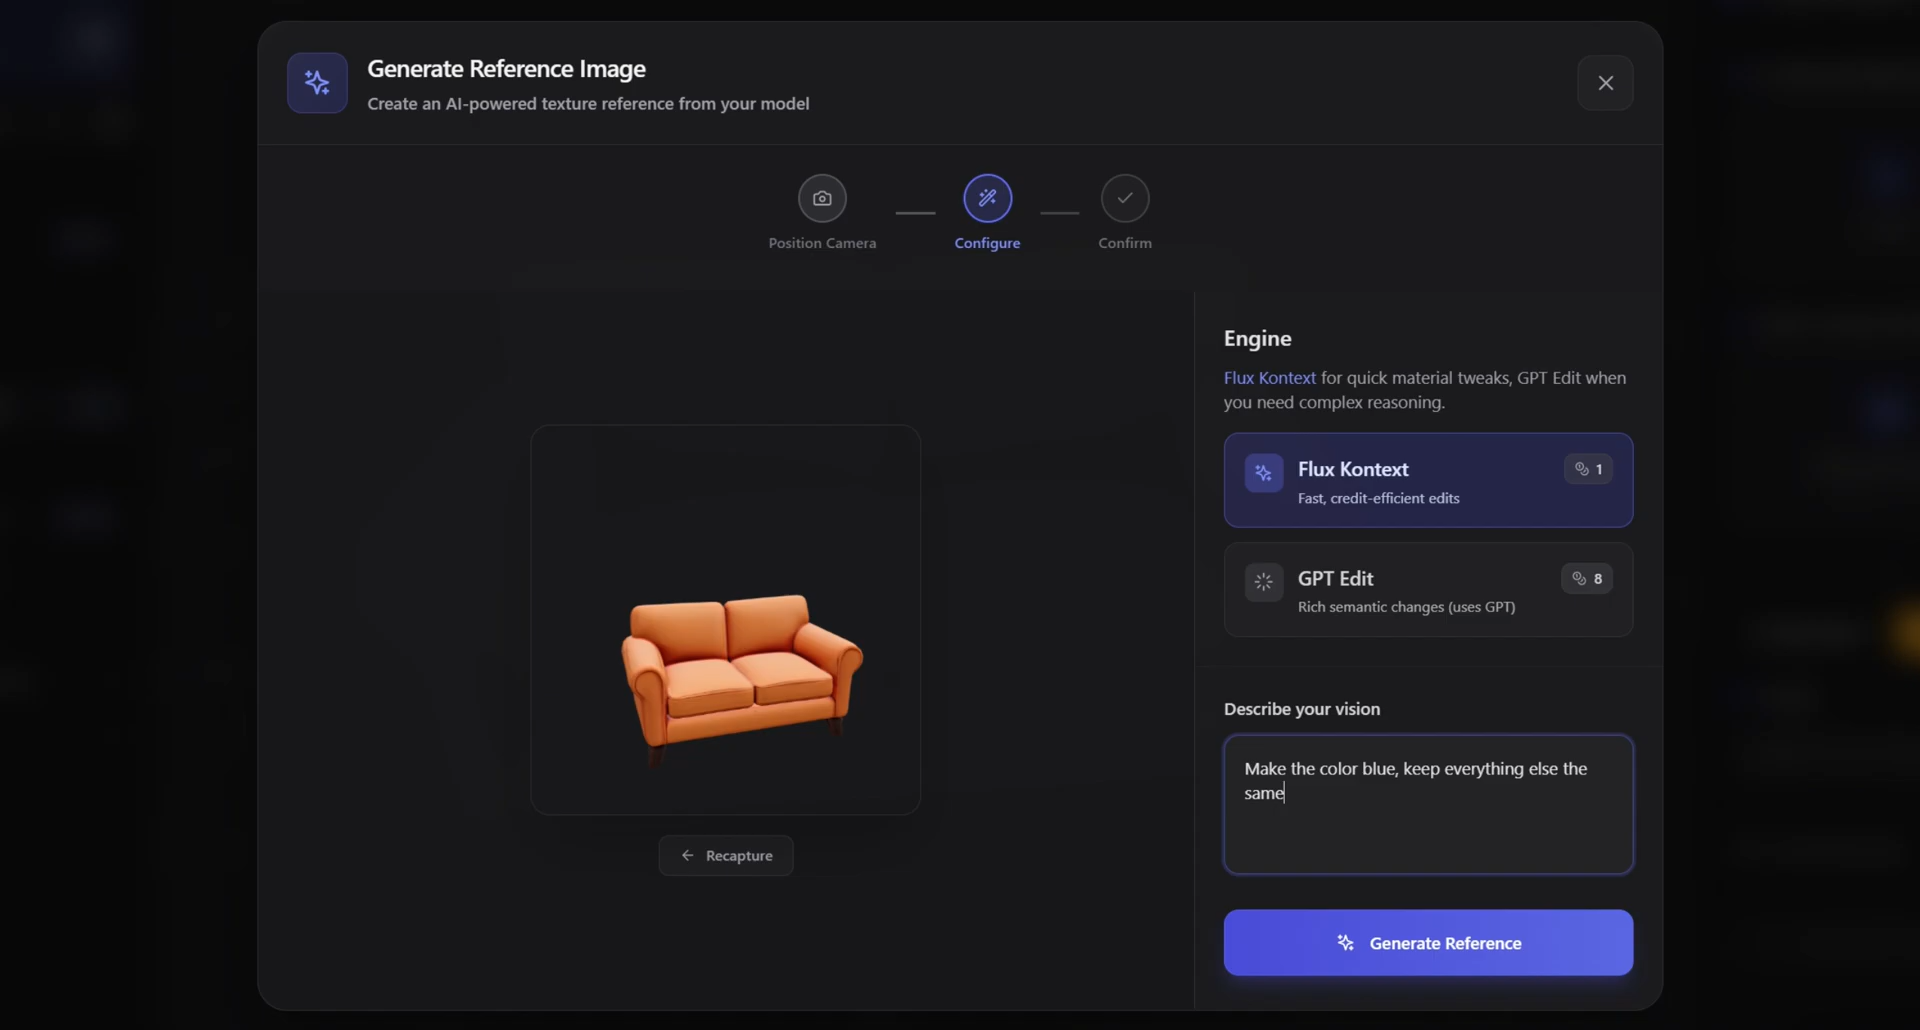 Generate Reference Image
Create an AI-powered texture reference from your model
Position Camera
Configure
Confirm
Engine
Flux Kontext for quick material tweaks, GPT Edit when
you need complex reasoning.
Flux Kontext
1
Fast, credit-efficient edits
GPT Edit
8
Rich semantic changes (uses GPT)
Describe your vision
Make the color blue, keep everything else the
same
Recapture
Generate Reference